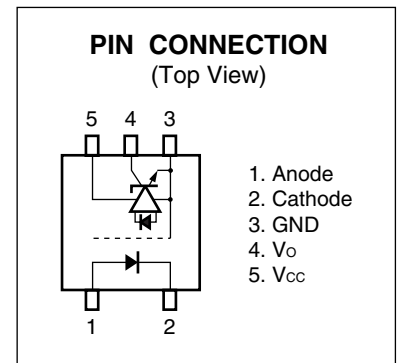 PIN CONNECTION
(Top View)
5 4 3
1. Anode
2. Cathode
3. GND
4. Vo
5. Vcc
1 2